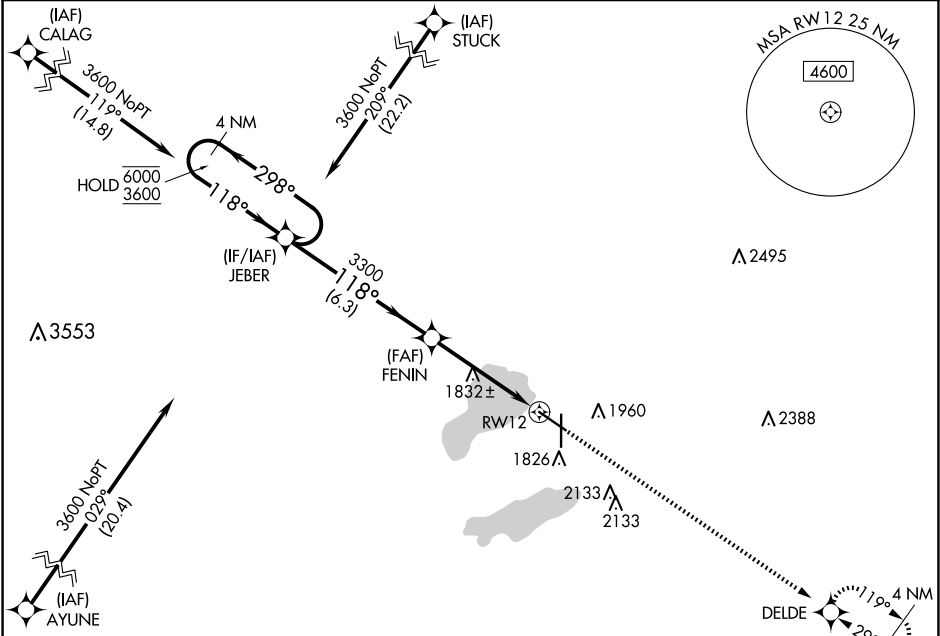 (IAF)
CALAG
3600 NoPT
119°
(14.8)
(IAF)
STUCK
3600 NoPT
209°
(22.2)
MSA RW12 25 NM
4600
4 NM
HOLD
6000
3600
298°
118°
(IF/IAF)
JEBER
3300
118°
(6.3)
2495
3553
(FAF)
FENIN
1832±
RW12
1960
2388
1826
2133
2133
3600 NoPT
029°
(20.4)
(IAF)
AYUNE
DELDE
119°
4 NM